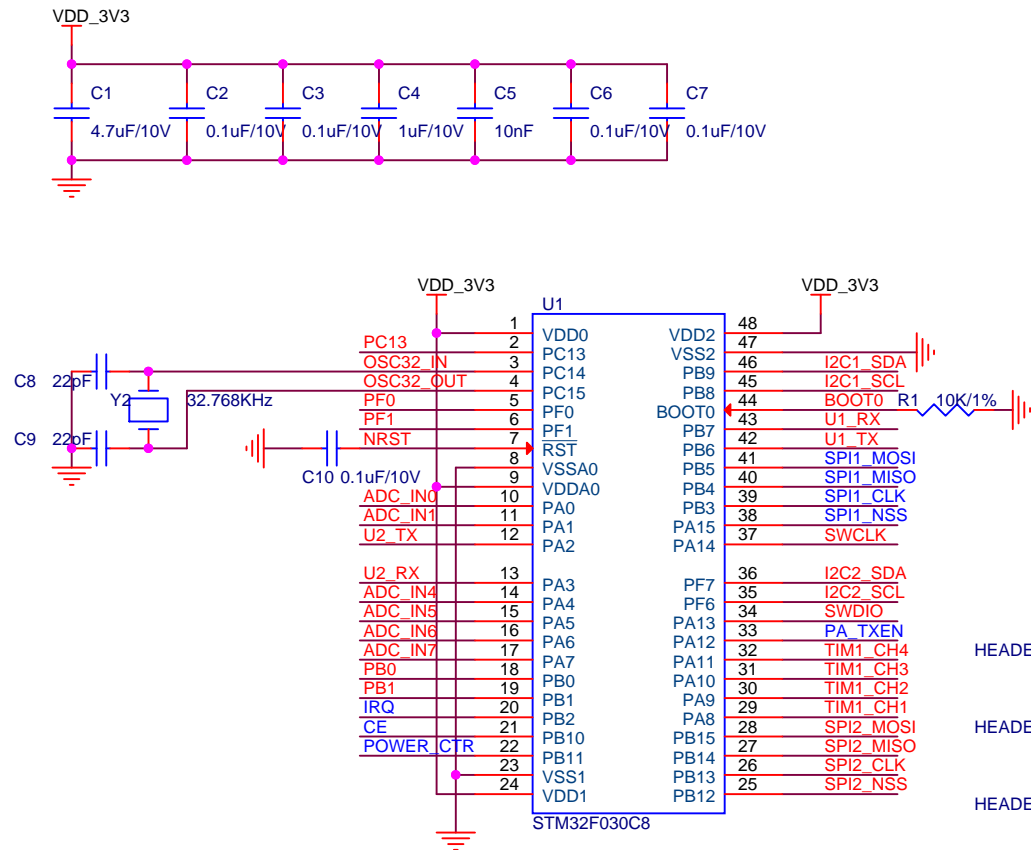 VDD_3V3
C1 C2 C3 C4 C5 C6 C7
4.7uF/10V 0.1uF/10V 0.1uF/10V 1uF/10V 10nF 0.1uF/10V 0.1uF/10V
VDD_3V3 VDD_3V3
U1
1 VDD0 VDD2 48
PC13 2 PC13 VSS2 47
OSC32_IN 3 PC14 PB9 46 I2C1_SDA
C8 22pF OSC32_OUT 4 PC15 PB8 45 I2C1_SCL
Y2 32.768KHz PF0 5 PF0 BOOT0 44 BOOT0 R1 10K/1%
PF1 6 PF1 PB7 43 U1_RX
C9 22pF NRST 7 RST PB6 42 U1_TX
8 VSSA0 PB5 41 SPI1_MOSI
C10 0.1uF/10V 9 VDDA0 PB4 40 SPI1_MISO
ADC_IN0 10 PA0 PB3 39 SPI1_CLK
ADC_IN1 11 PA1 PA15 38 SPI1_NSS
U2_TX 12 PA2 PA14 37 SWCLK
U2_RX 13 PA3 PF7 36 I2C2_SDA
ADC_IN4 14 PA4 PF6 35 I2C2_SCL
ADC_IN5 15 PA5 PA13 34 SWDIO
ADC_IN6 16 PA6 PA12 33 PA_TXEN
ADC_IN7 17 PA7 PA11 32 TIM1_CH4 HEADE
PB0 18 PB0 PA10 31 TIM1_CH3
PB1 19 PB1 PA9 30 TIM1_CH2
IRQ 20 PB2 PA8 29 TIM1_CH1
CE 21 PB10 PB15 28 SPI2_MOSI HEADE
POWER_CTR 22 PB11 PB14 27 SPI2_MISO
23 VSS1 PB13 26 SPI2_CLK
24 VDD1 PB12 25 SPI2_NSS
HEADE
STM32F030C8